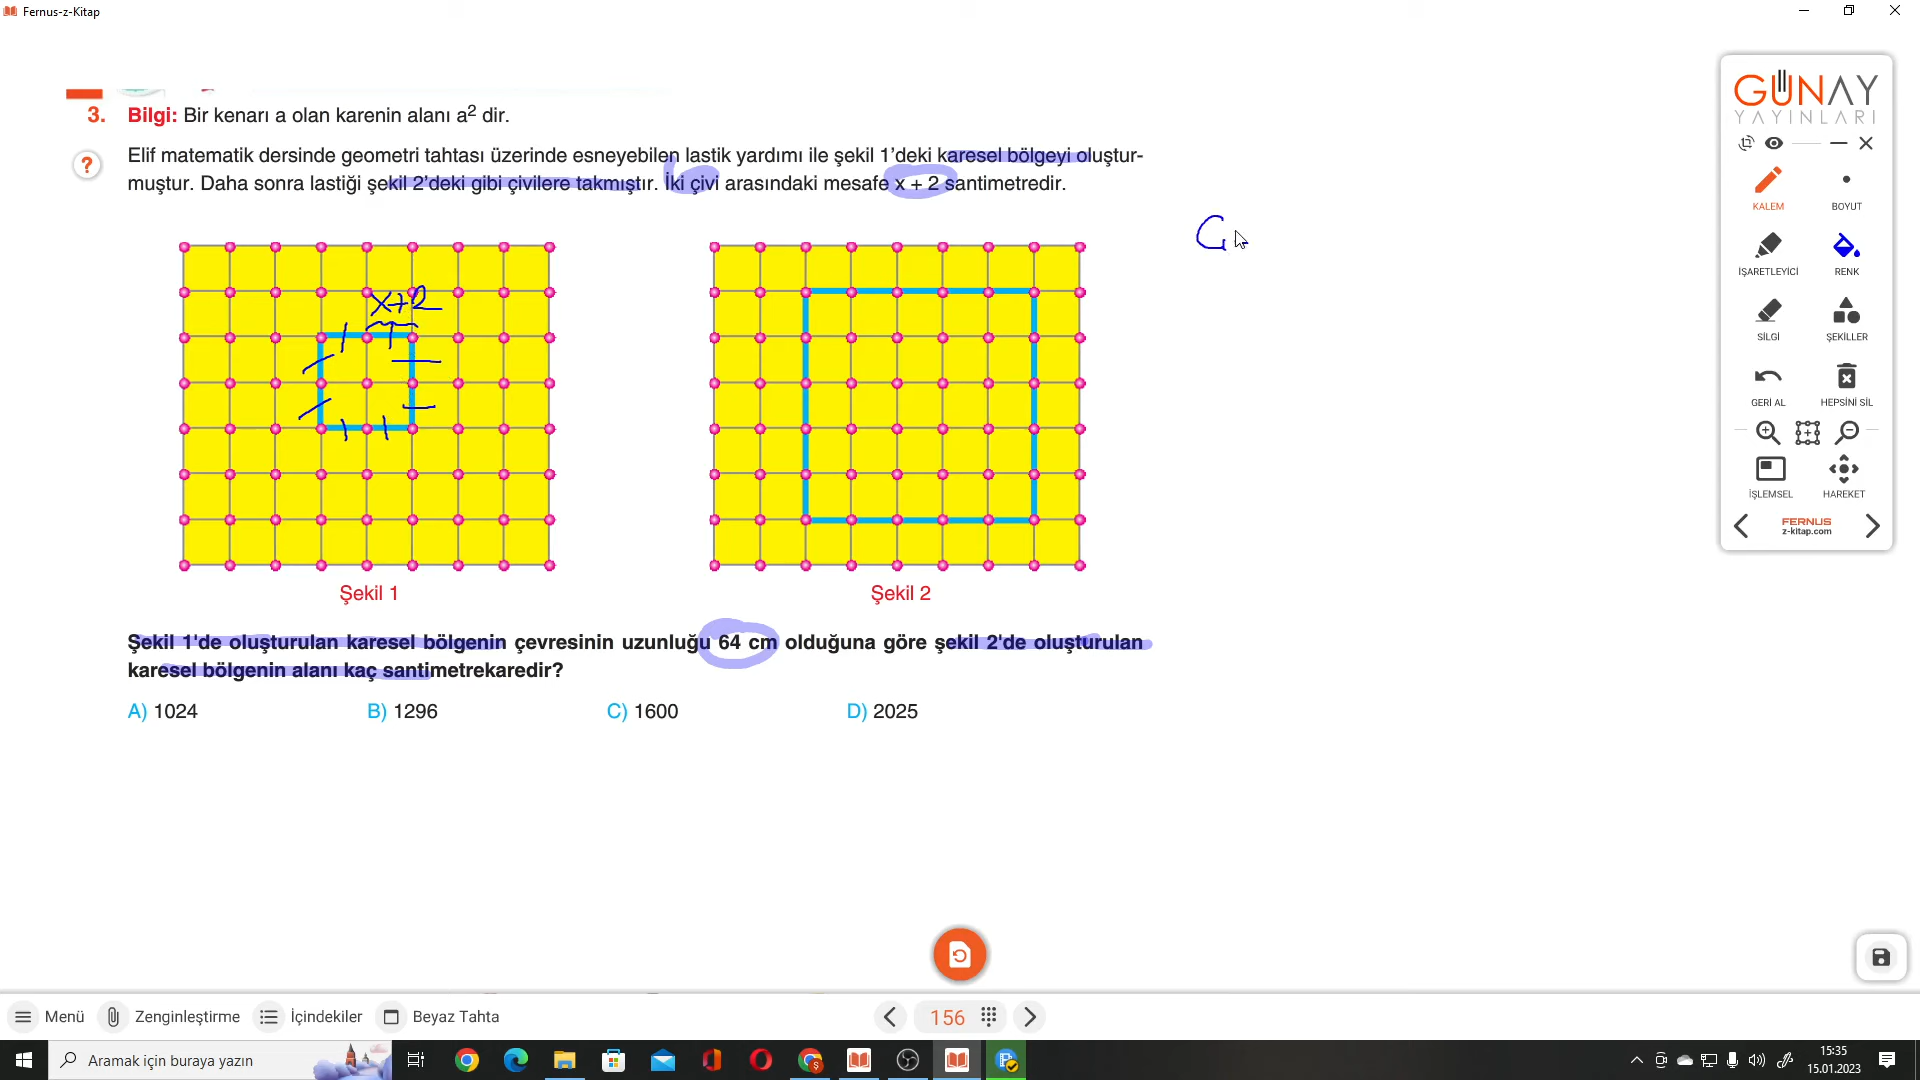 Fernus-z-Kitap
3. Bilgi: Bir kenarı a olan karenin alanı a² dir.
Elif matematik dersinde geometri tahtası üzerinde esneyebilen lastik yardımı ile şekil 1’deki karesel bölgeyi oluştur-
muştur. Daha sonra lastiği şekil 2’deki gibi çivilere takmıştır. İki çivi arasındaki mesafe x + 2 santimetredir.
?
x+2
Şekil 1
Şekil 2
Şekil 1'de oluşturulan karesel bölgenin çevresinin uzunluğu 64 cm olduğuna göre şekil 2'de oluşturulan
karesel bölgenin alanı kaç santimetrekaredir?
A) 1024 B) 1296 C) 1600 D) 2025
GÜNAY
YAYINLARI
KALEM BOYUT
İŞARETLEYİCİ RENK
SİLGİ ŞEKİLLER
GERİ AL HEPSİNİ SİL
İŞLEMSEL HAREKET
FERNUS
z-kitap.com
Menü Zenginleştirme İçindekiler Beyaz Tahta 156
Aramak için buraya yazın
15:35
15.01.2023